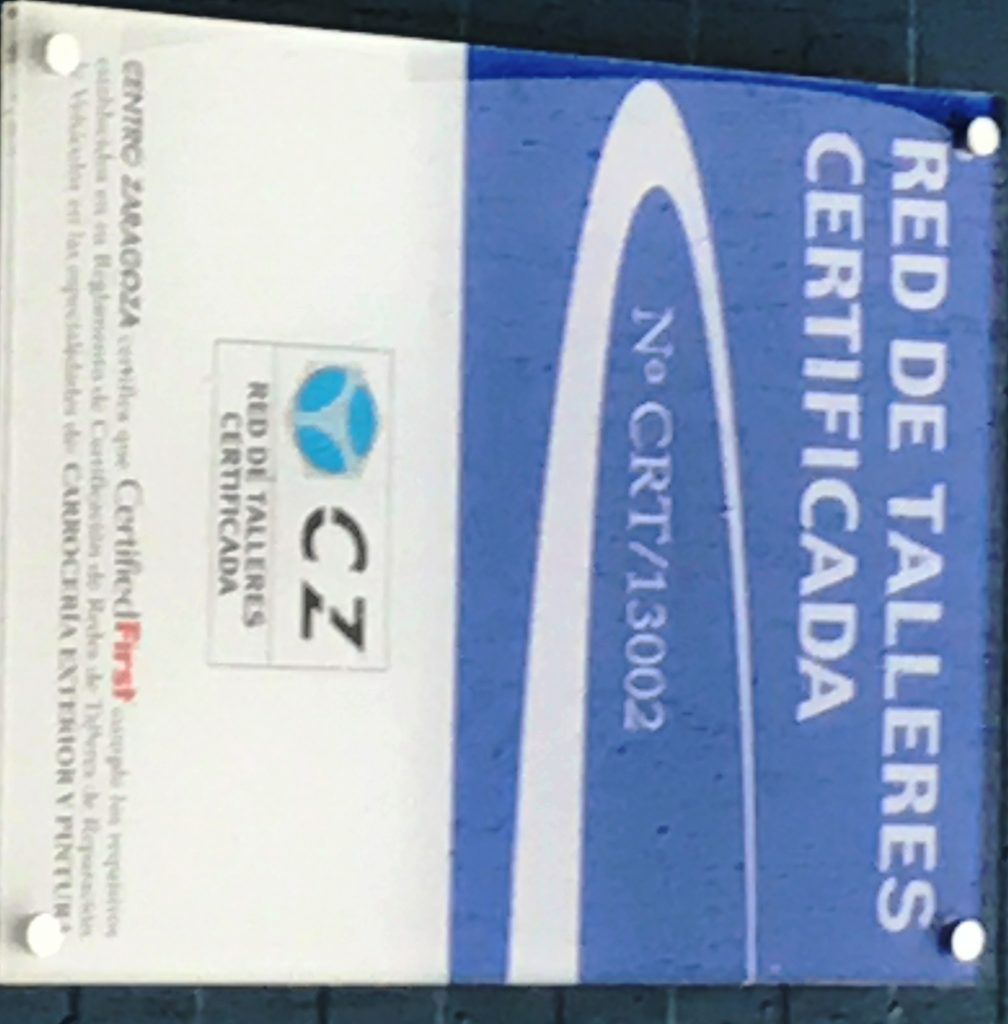 RED DE TALLERES
CERTIFICADA
Nº CRT/13002
CZ
RED DE TALLERES
CERTIFICADA
CENTRO ZARAGOZA certifica que CertifiedFirst cumple los requisitos
establecidos en su Reglamento de Certificación de Redes de Talleres de Reparación
de Vehículos en las especialidades de CARROCERÍA EXTERIOR Y PINTURA